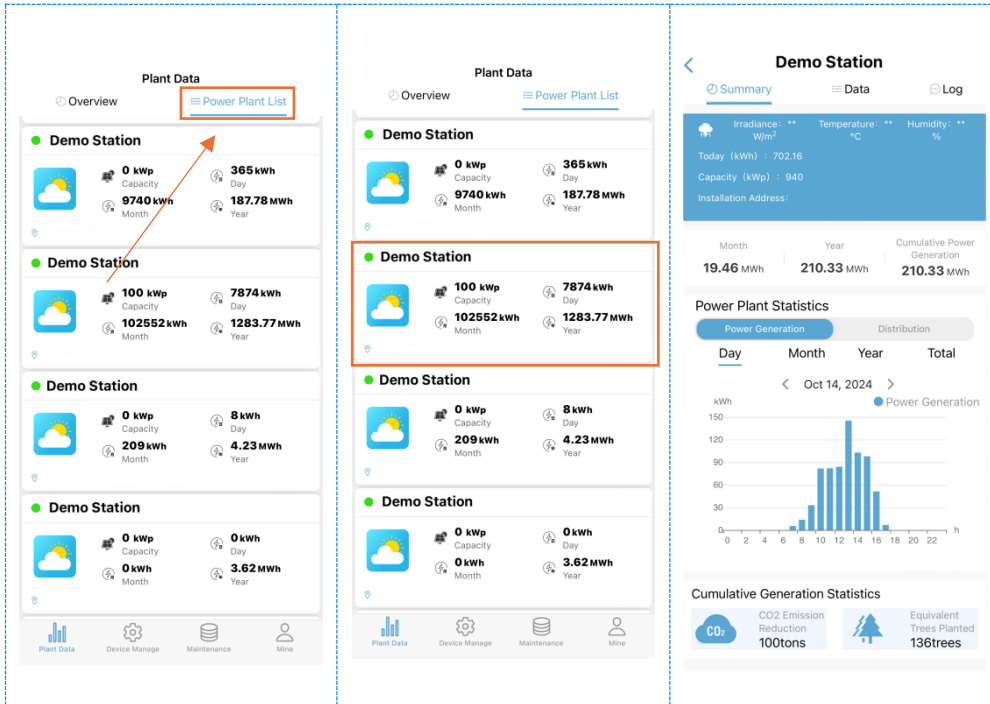 Plant Data
Overview
Power Plant List
Demo Station
0 kWp
Capacity
365 kWh
Day
9740 kWh
Month
187.78 MWh
Year
Demo Station
100 kWp
Capacity
7874 kWh
Day
102552 kWh
Month
1283.77 MWh
Year
Demo Station
0 kWp
Capacity
8 kWh
Day
209 kWh
Month
4.23 MWh
Year
Demo Station
0 kWp
Capacity
0 kWh
Day
0 kWh
Month
3.62 MWh
Year
Plant Data
Device Manage
Maintenance
Mine
Plant Data
Overview
Power Plant List
Demo Station
0 kWp
Capacity
365 kWh
Day
9740 kWh
Month
187.78 MWh
Year
Demo Station
100 kWp
Capacity
7874 kWh
Day
102552 kWh
Month
1283.77 MWh
Year
Demo Station
0 kWp
Capacity
8 kWh
Day
209 kWh
Month
4.23 MWh
Year
Demo Station
0 kWp
Capacity
0 kWh
Day
0 kWh
Month
3.62 MWh
Year
Plant Data
Device Manage
Maintenance
Mine
Demo Station
Summary
Data
Log
Irradiance: **
W/m²
Temperature: **
°C
Humidity: **
%
Today (kWh) : 702.16
Capacity (kWp) : 940
Installation Address:
Month
19.46 MWh
Year
210.33 MWh
Cumulative Power
Generation
210.33 MWh
Power Plant Statistics
Power Generation
Distribution
Day
Month
Year
Total
< Oct 14, 2024 >
kWh
Power Generation
150
120
90
60
30
0
0 2 4 6 8 10 12 14 16 18 20 22 h
Cumulative Generation Statistics
CO2
CO2 Emission
Reduction
100tons
Equivalent
Trees Planted
136trees